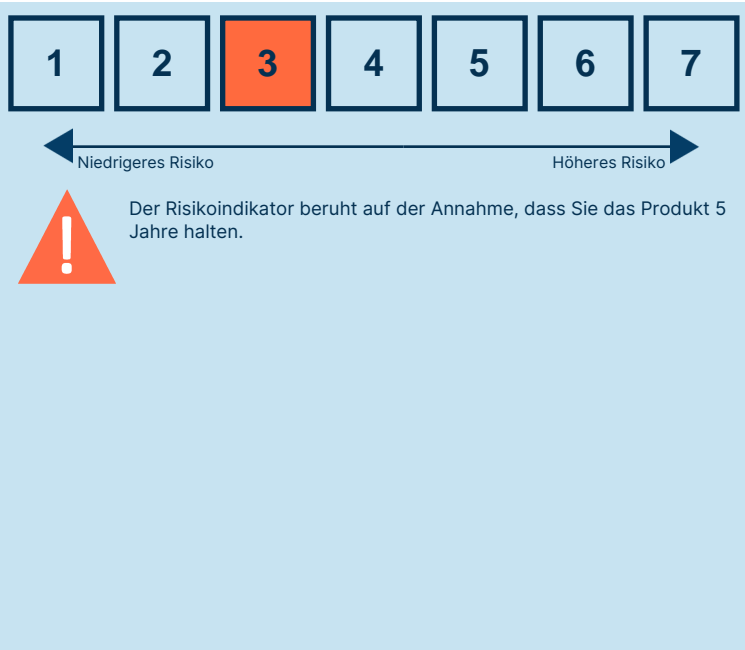 1 2 3 4 5 6 7
Niedrigeres Risiko Höheres Risiko
Der Risikoindikator beruht auf der Annahme, dass Sie das Produkt 5
Jahre halten.